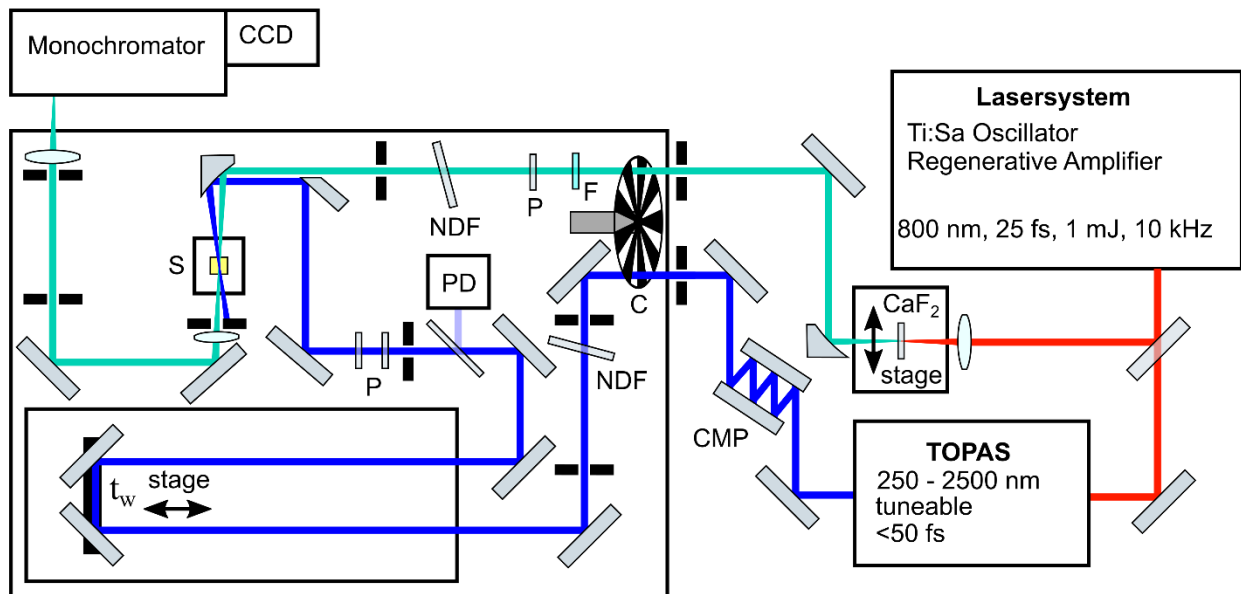 Monochromator
CCD
Lasersystem
Ti:Sa Oscillator
Regenerative Amplifier
800 nm, 25 fs, 1 mJ, 10 kHz
NDF
P
F
S
PD
C
CaF₂
stage
P
NDF
CMP
TOPAS
250 - 2500 nm
tuneable
<50 fs
t_w stage